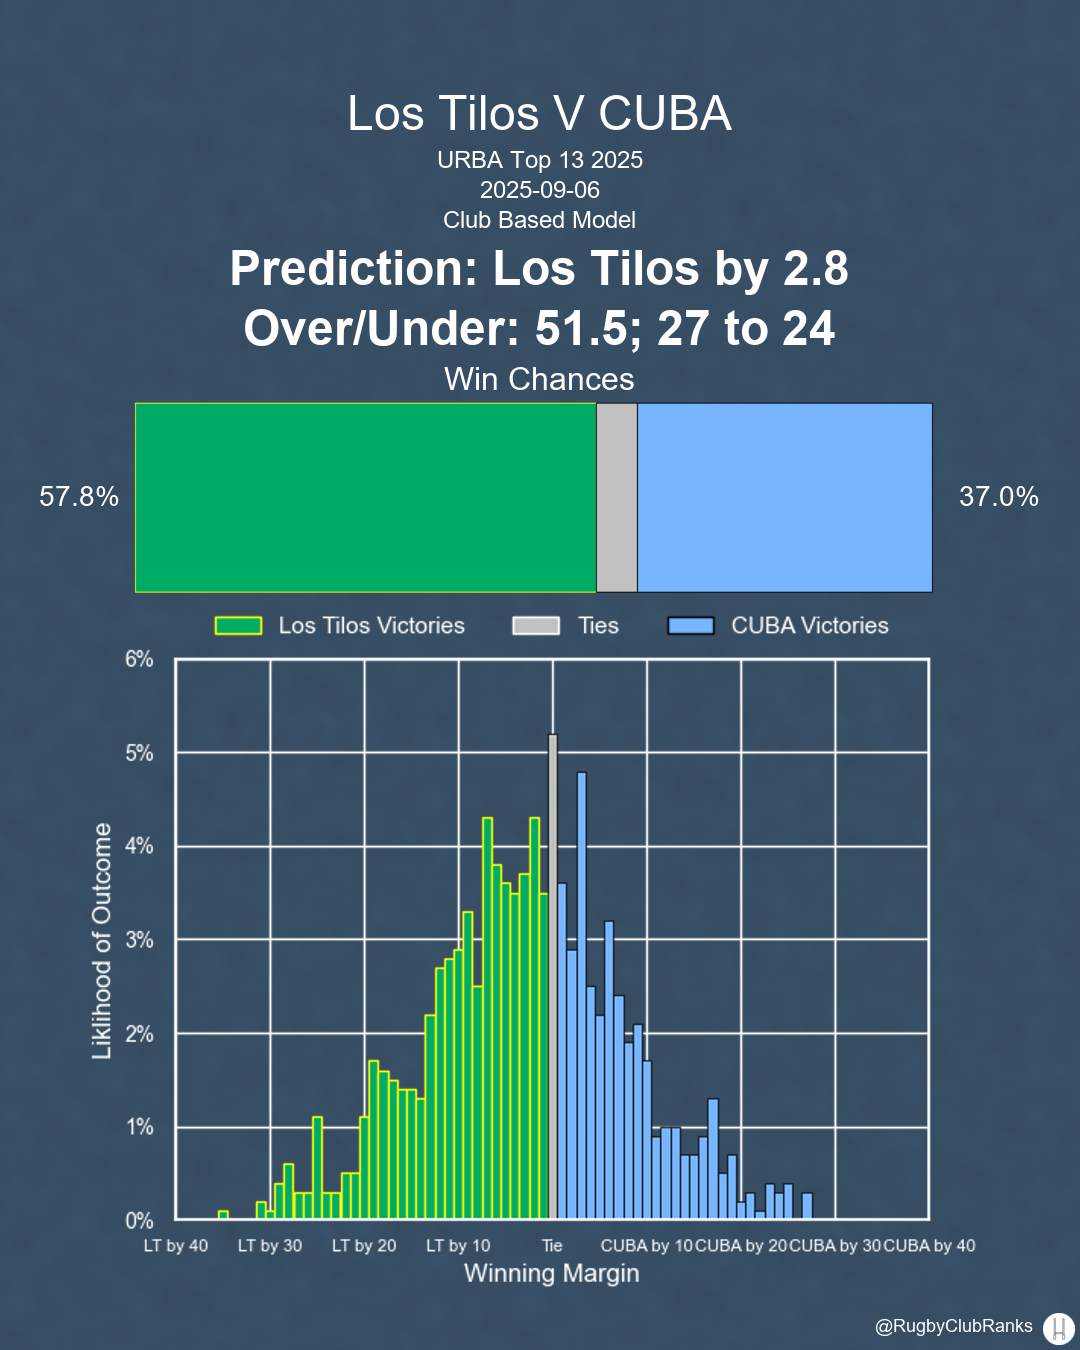 Los Tilos V CUBA
URBA Top 13 2025
2025-09-06
Club Based Model
Prediction: Los Tilos by 2.8
Over/Under: 51.5; 27 to 24
Win Chances
57.8%
37.0%
Los Tilos Victories
Ties
CUBA Victories
6%
5%
4%
3%
2%
1%
0%
Liklihood of Outcome
LT by 40
LT by 30
LT by 20
LT by 10
Tie
CUBA by 10
CUBA by 20
CUBA by 30
CUBA by 40
Winning Margin
@RugbyClubRanks